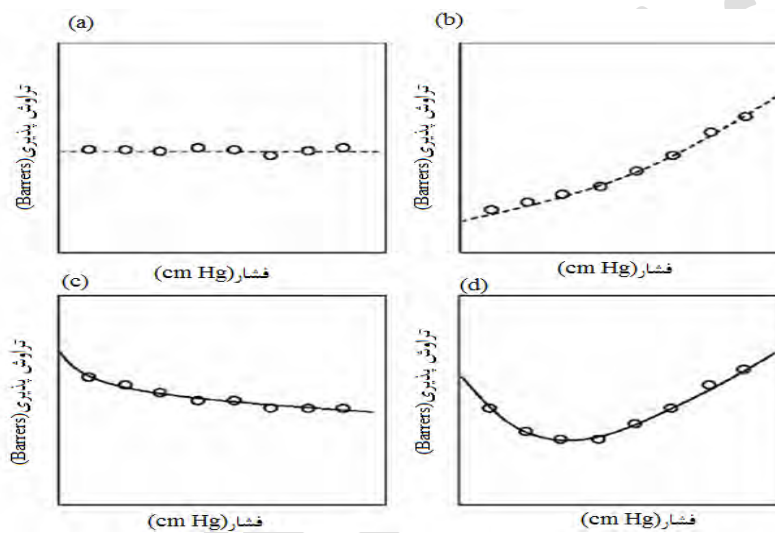 (a)
تراوش پذیری(Barrers)
فشار(cm Hg)
(b)
تراوش پذیری(Barrers)
فشار(cm Hg)
(c)
تراوش پذیری(Barrers)
فشار(cm Hg)
(d)
تراوش پذیری(Barrers)
فشار(cm Hg)